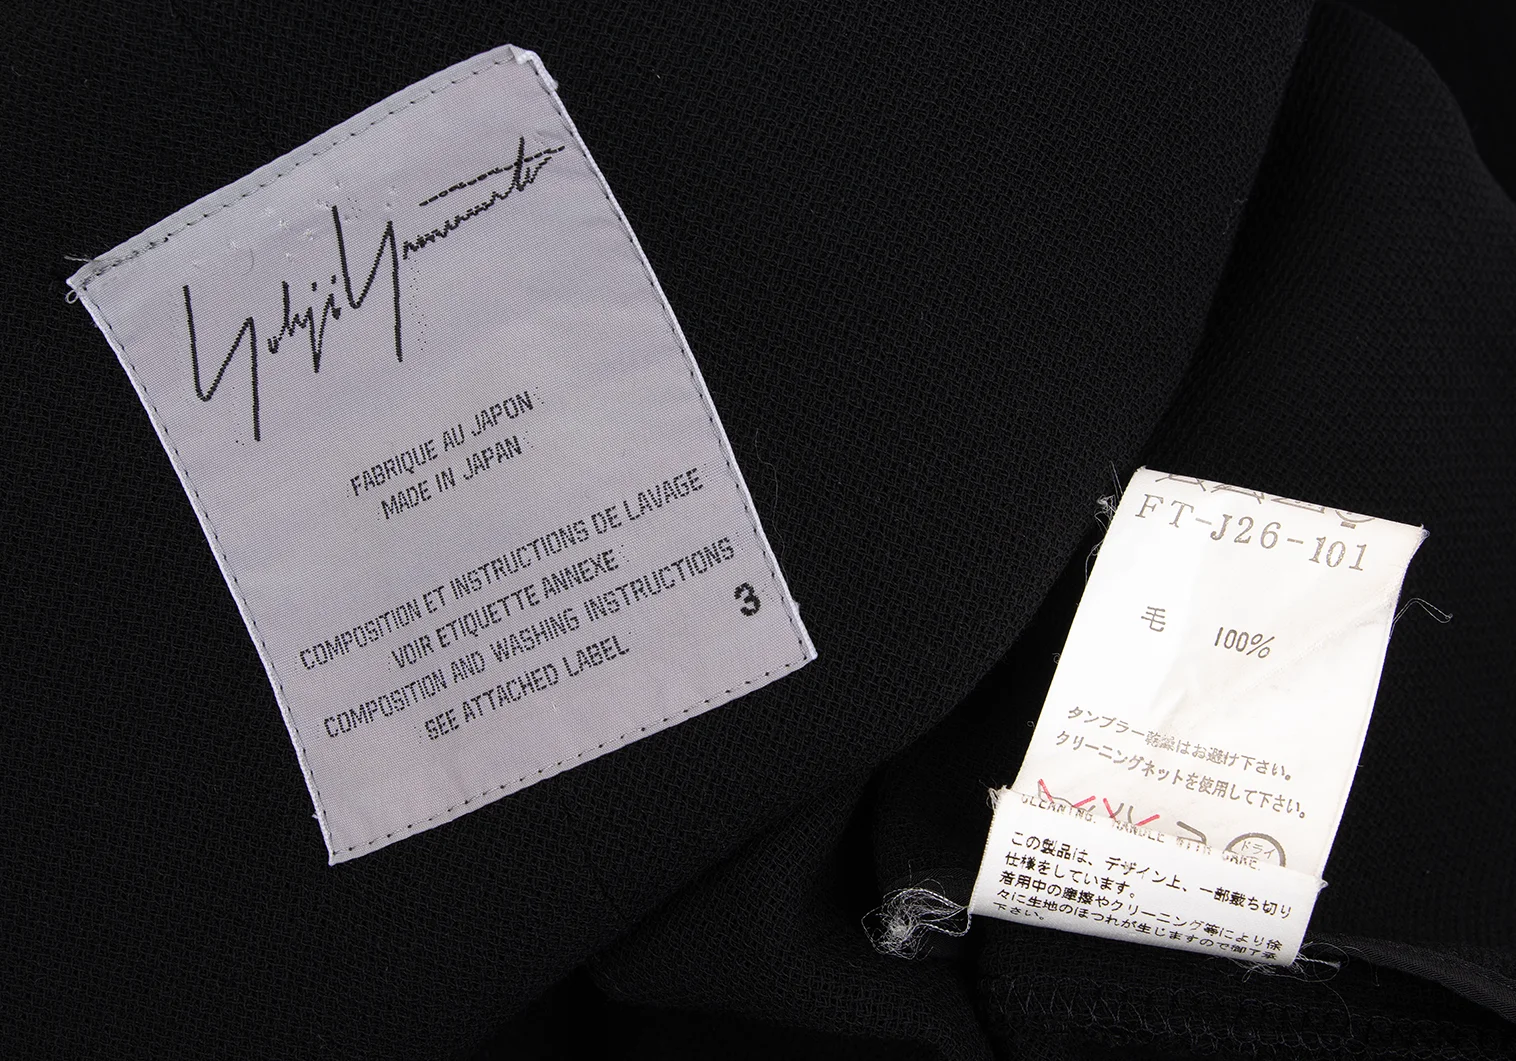 Yohji Yamamoto
FABRIQUE AU JAPON
MADE IN JAPAN
COMPOSITION ET INSTRUCTIONS DE LAVAGE
VOIR ETIQUETTE ANNEXE
COMPOSITION AND WASHING INSTRUCTIONS
SEE ATTACHED LABEL
3
FT-J26-101
毛 100%
タンブラー乾燥はお避け下さい。
クリーニングネットを使用して下さい。
ドライ
CLEANING. HANDLE WITH CARE.
この製品は、デザイン上、一部裁ち切り
仕様をしています。
着用中の摩擦やクリーニング等により徐
々に生地のほつれが生じますので御了承
下さい。